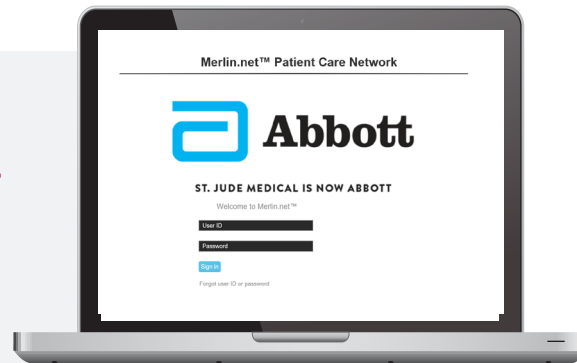 Merlin.net™ Patient Care Network
Abbott
ST. JUDE MEDICAL IS NOW ABBOTT
Welcome to Merlin.net™
User ID
Password
Sign in
Forgot user ID or password